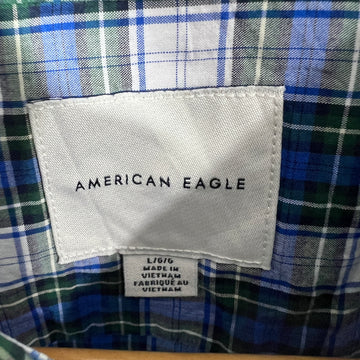 AMERICAN EAGLE
L/G/G
MADE IN
VIETNAM
FABRIQUÉ AU
VIETNAM